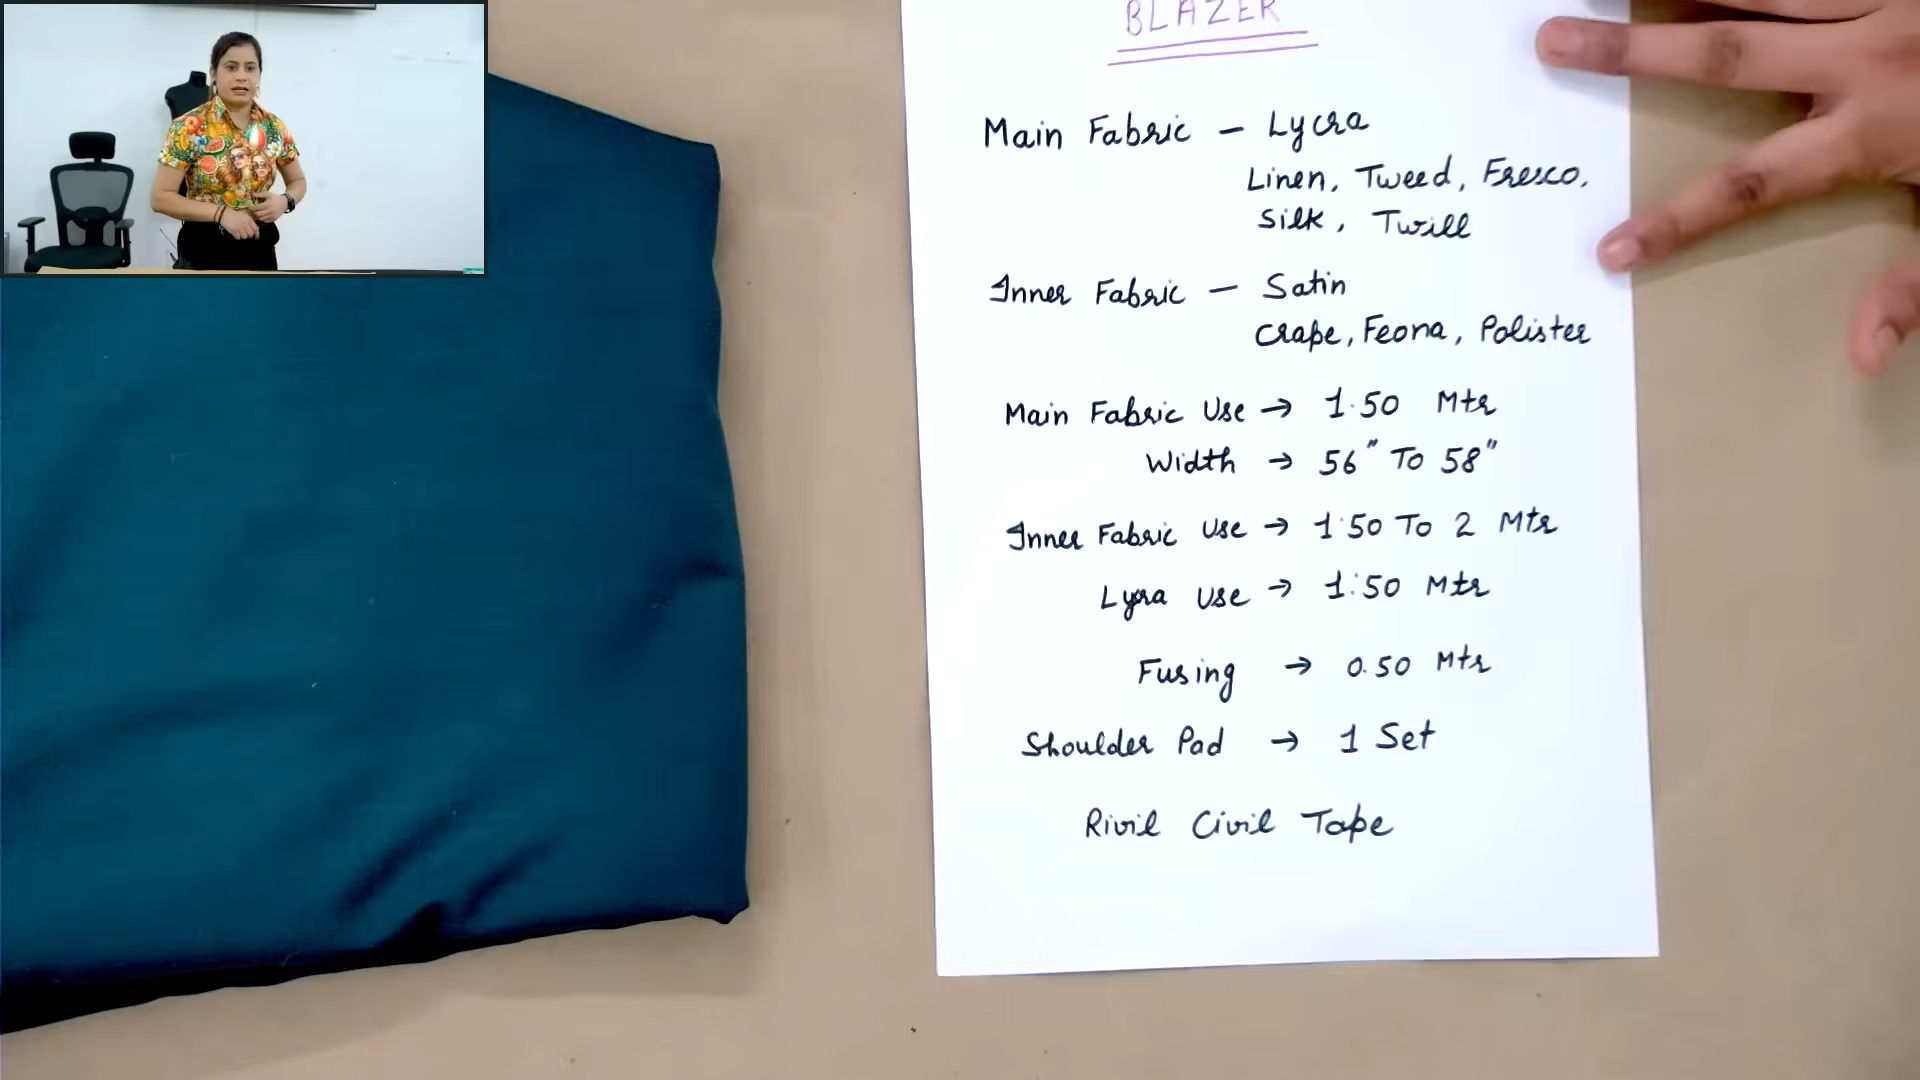 BLAZER
Main Fabric - Lycra
Linen, Tweed, Fresco,
Silk, Twill
Inner Fabric - Satin
Crape, Feona, Polister
Main Fabric Use → 1.50 Mtr
Width → 56" To 58"
Inner Fabric Use → 1.50 To 2 Mtr
Lyra Use → 1.50 Mtr
Fusing → 0.50 Mtr
Shoulder Pad → 1 Set
Rivil Civil Tape